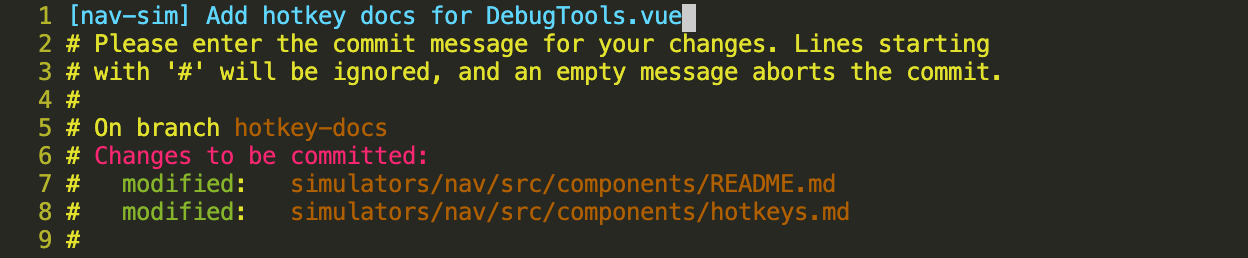 1 [nav-sim] Add hotkey docs for DebugTools.vue
2 # Please enter the commit message for your changes. Lines starting
3 # with '#' will be ignored, and an empty message aborts the commit.
4 #
5 # On branch hotkey-docs
6 # Changes to be committed:
7 #   modified:   simulators/nav/src/components/README.md
8 #   modified:   simulators/nav/src/components/hotkeys.md
9 #